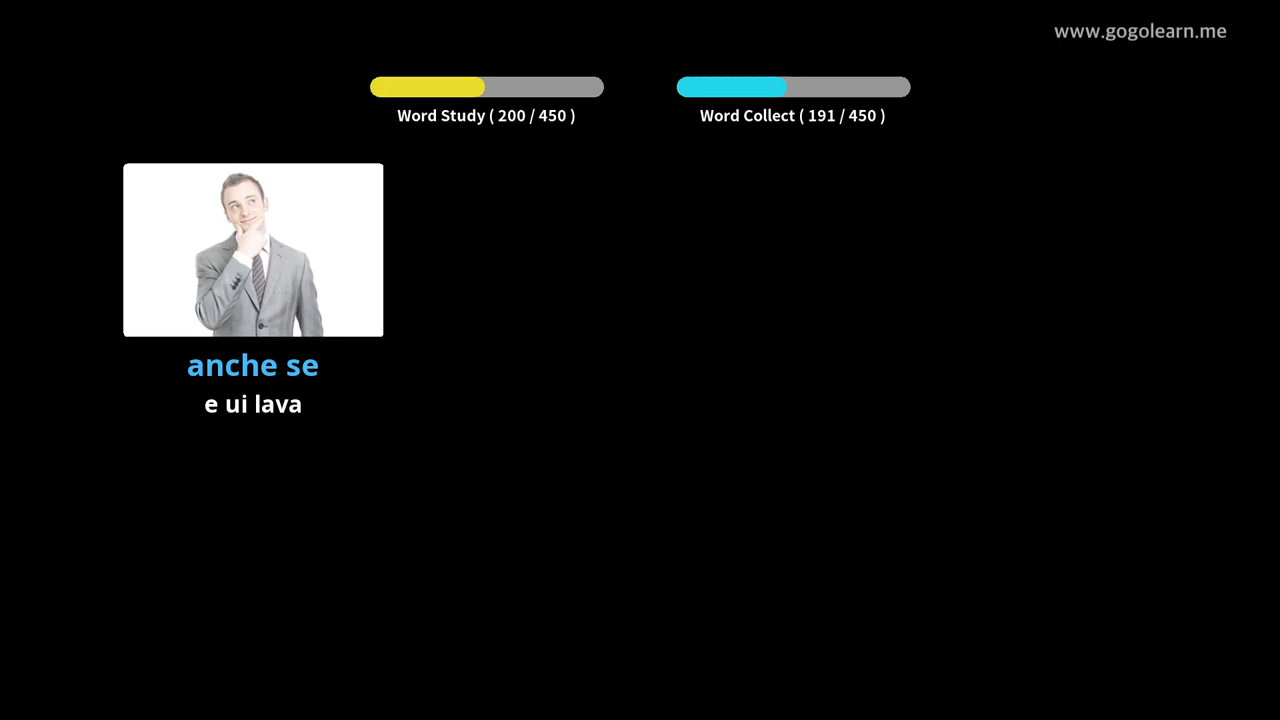 www.gogolearn.me
Word Study ( 200 / 450 )
Word Collect ( 191 / 450 )
anche se
e ui lava